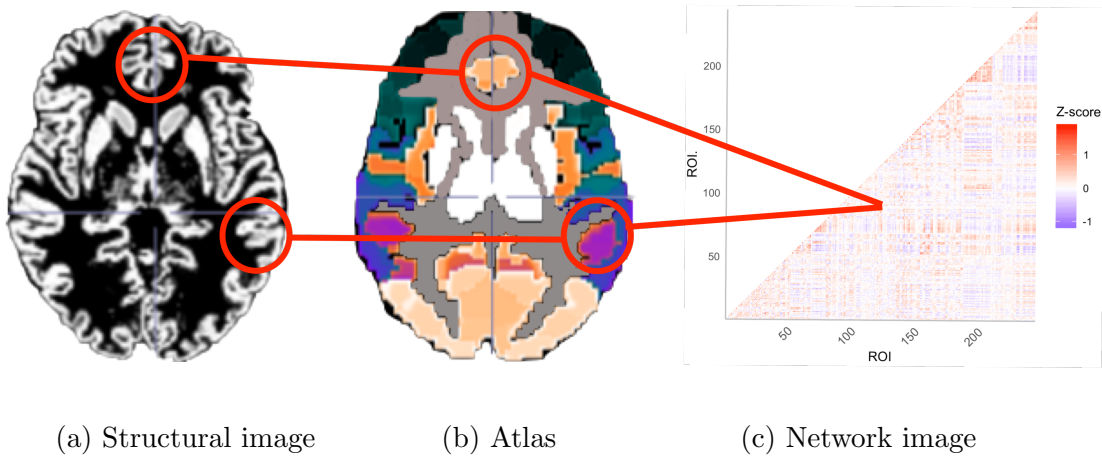 200
150
100
50
ROI.
50
100
150
200
ROI
Z-score
1
0
-1
(a) Structural image
(b) Atlas
(c) Network image